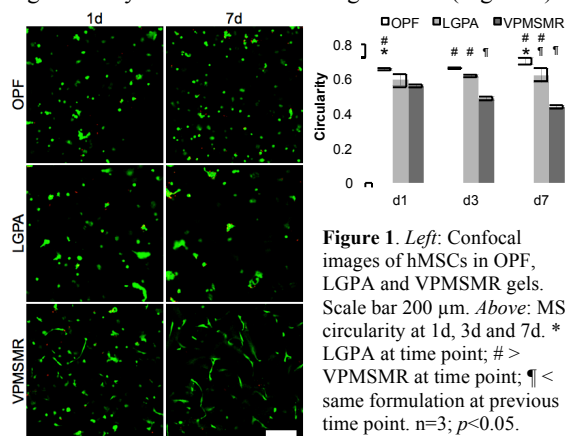 1d 7d
OPF
LGPA
VPMSMR
OPF LGPA VPMSMR
Circularity
0.8
0.6
0.4
0.2
0
# *
# # ¶
# # * ¶ ¶
d1 d3 d7
Figure 1. Left: Confocal
images of hMSCs in OPF,
LGPA and VPMSMR gels.
Scale bar 200 µm. Above: MS
circularity at 1d, 3d and 7d. *
LGPA at time point; # >
VPMSMR at time point; ¶ <
same formulation at previous
time point. n=3; p<0.05.